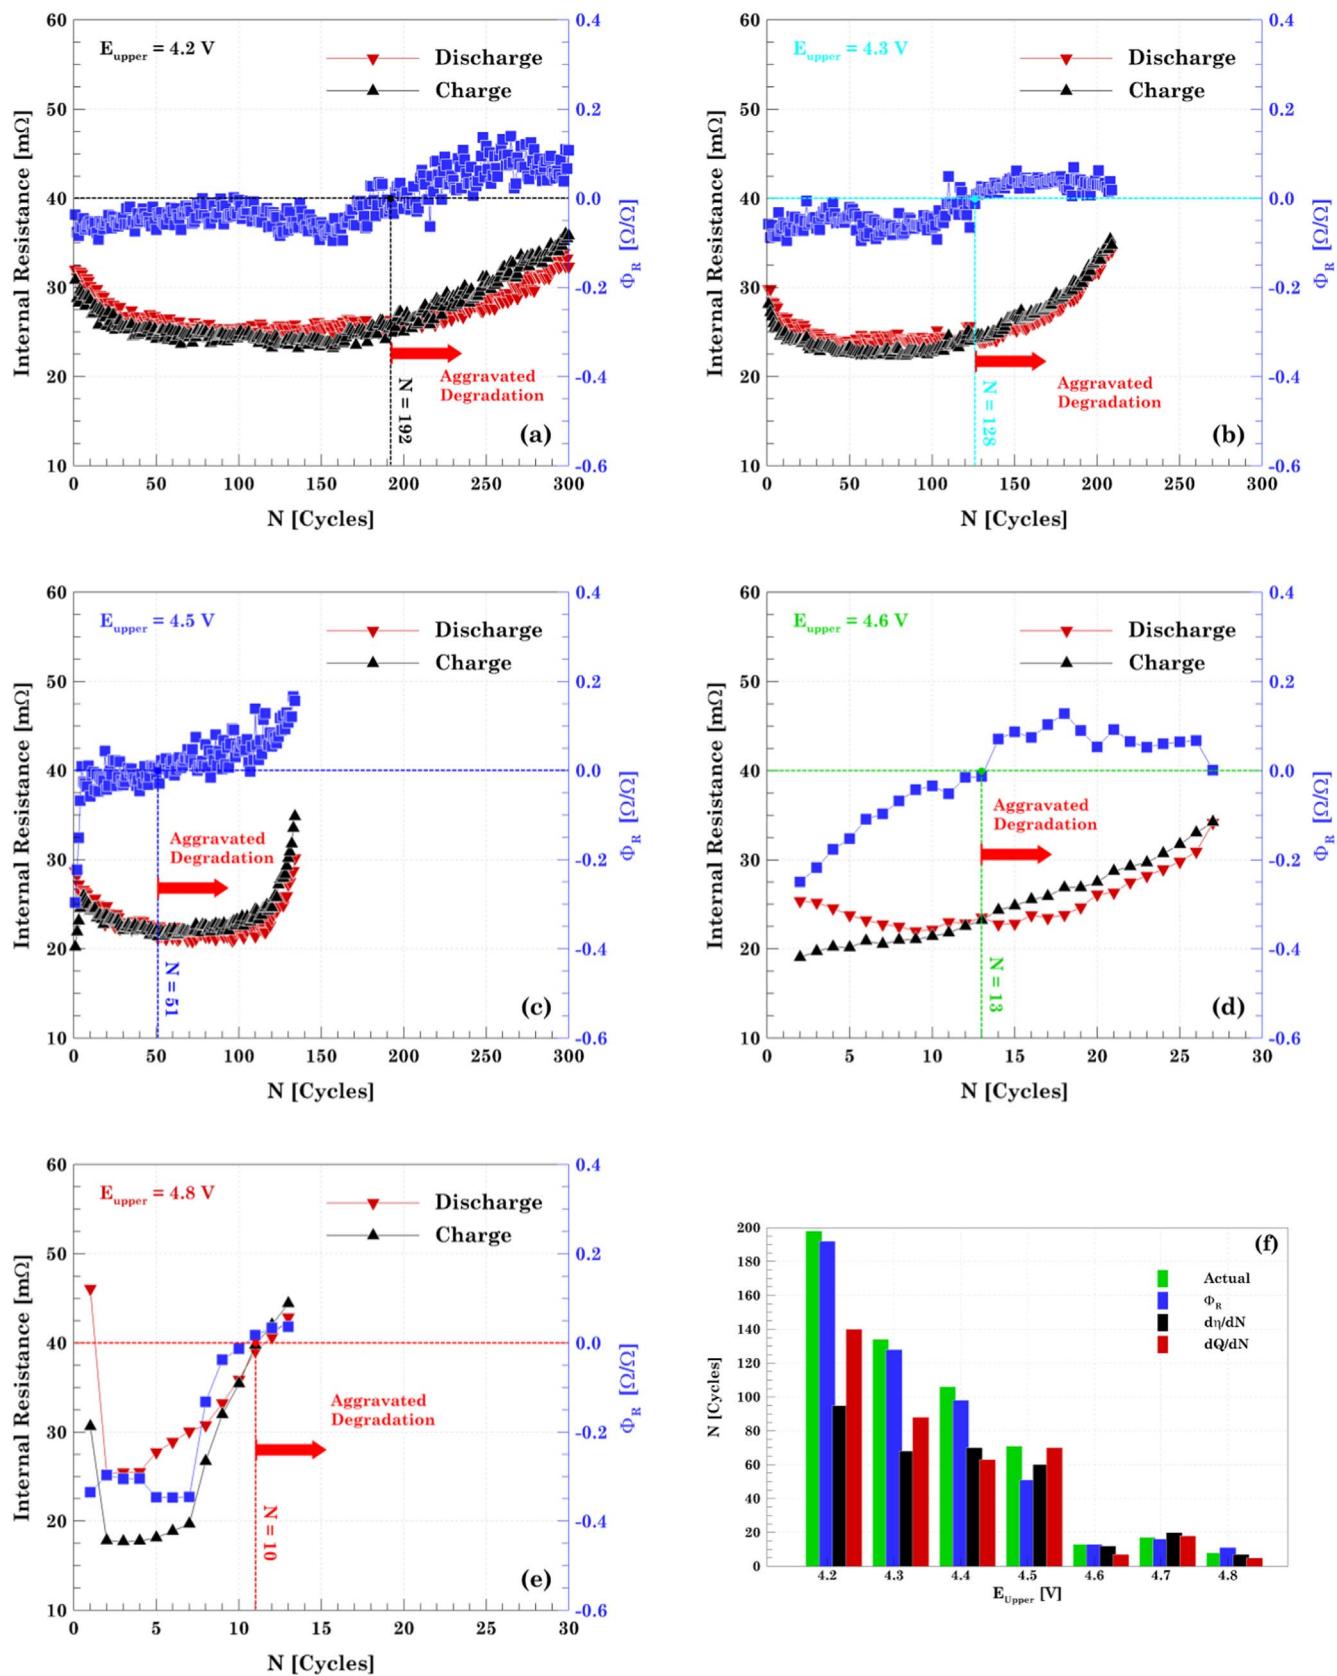 E_upper = 4.2 V
Discharge
Charge
Internal Resistance [mΩ]
60
50
40
30
20
10
0.4
0.2
0.0
-0.2
-0.4
-0.6
Φ_R [Ω/Ω]
Aggravated
Degradation
N = 192
(a)
0 50 100 150 200 250 300
N [Cycles]
E_upper = 4.3 V
Discharge
Charge
Internal Resistance [mΩ]
60
50
40
30
20
10
0.4
0.2
0.0
-0.2
-0.4
-0.6
Φ_R [Ω/Ω]
Aggravated
Degradation
N = 128
(b)
0 50 100 150 200 250 300
N [Cycles]
E_upper = 4.5 V
Discharge
Charge
Internal Resistance [mΩ]
60
50
40
30
20
10
0.4
0.2
0.0
-0.2
-0.4
-0.6
Φ_R [Ω/Ω]
Aggravated
Degradation
N = 51
(c)
0 50 100 150 200 250 300
N [Cycles]
E_upper = 4.6 V
Discharge
Charge
Internal Resistance [mΩ]
60
50
40
30
20
10
0.4
0.2
0.0
-0.2
-0.4
-0.6
Φ_R [Ω/Ω]
Aggravated
Degradation
N = 13
(d)
0 5 10 15 20 25 30
N [Cycles]
E_upper = 4.8 V
Discharge
Charge
Internal Resistance [mΩ]
60
50
40
30
20
10
0.4
0.2
0.0
-0.2
-0.4
-0.6
Φ_R [Ω/Ω]
Aggravated
Degradation
N = 10
(e)
0 5 10 15 20 25 30
N [Cycles]
(f)
Actual
Φ_R
dη/dN
dQ/dN
N [Cycles]
200
180
160
140
120
100
80
60
40
20
0
4.2 4.3 4.4 4.5 4.6 4.7 4.8
E_Upper [V]